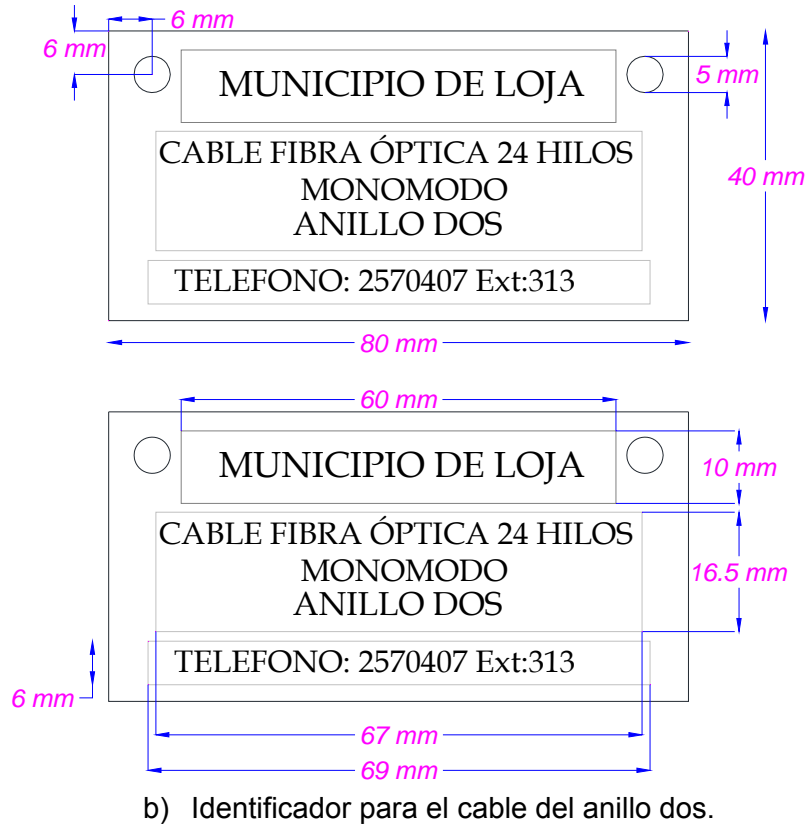 6 mm
6 mm
5 mm
MUNICIPIO DE LOJA
CABLE FIBRA ÓPTICA 24 HILOS
MONOMODO
ANILLO DOS
40 mm
TELEFONO: 2570407 Ext:313
80 mm
60 mm
MUNICIPIO DE LOJA
10 mm
CABLE FIBRA ÓPTICA 24 HILOS
MONOMODO
ANILLO DOS
16.5 mm
TELEFONO: 2570407 Ext:313
6 mm
67 mm
69 mm
b) Identificador para el cable del anillo dos.